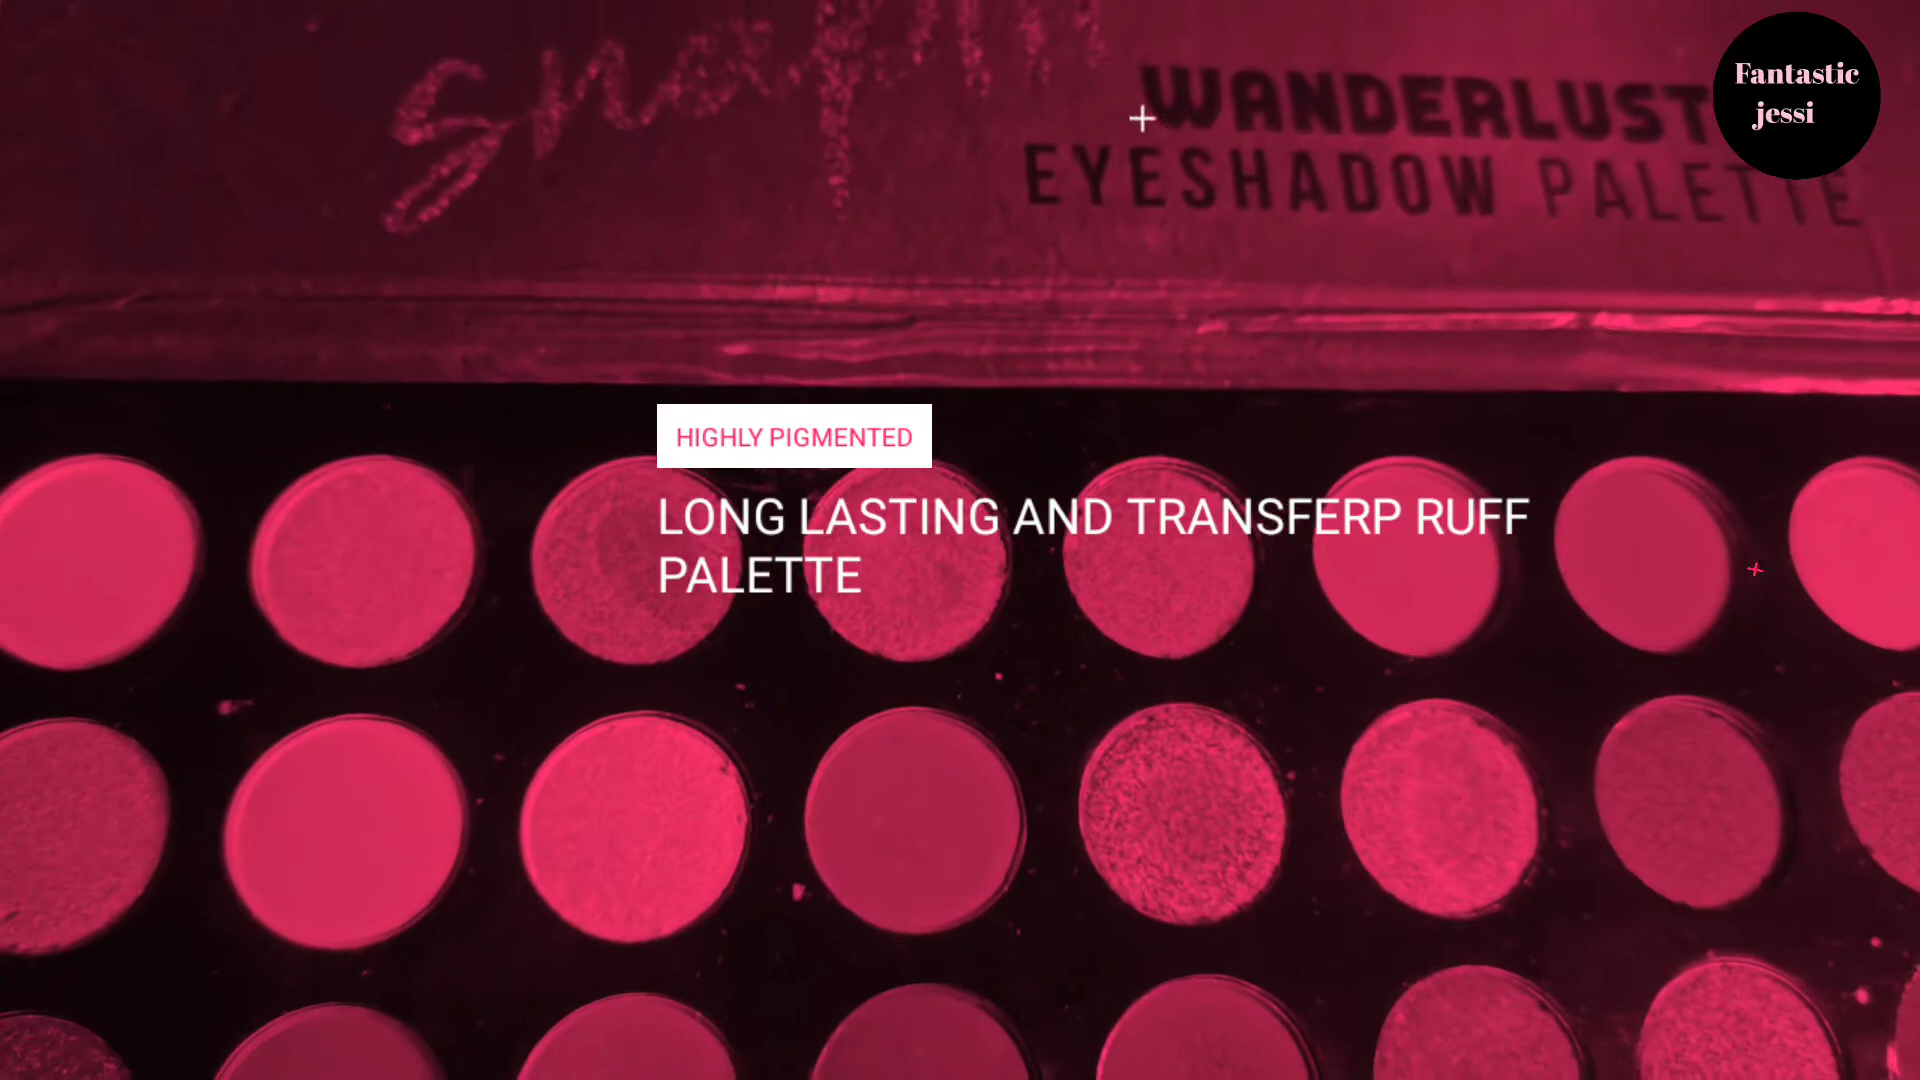 WANDERLUST
EYESHADOW PALETTE
Fantastic
jessi
HIGHLY PIGMENTED
LONG LASTING AND TRANSFERP RUFF
PALETTE